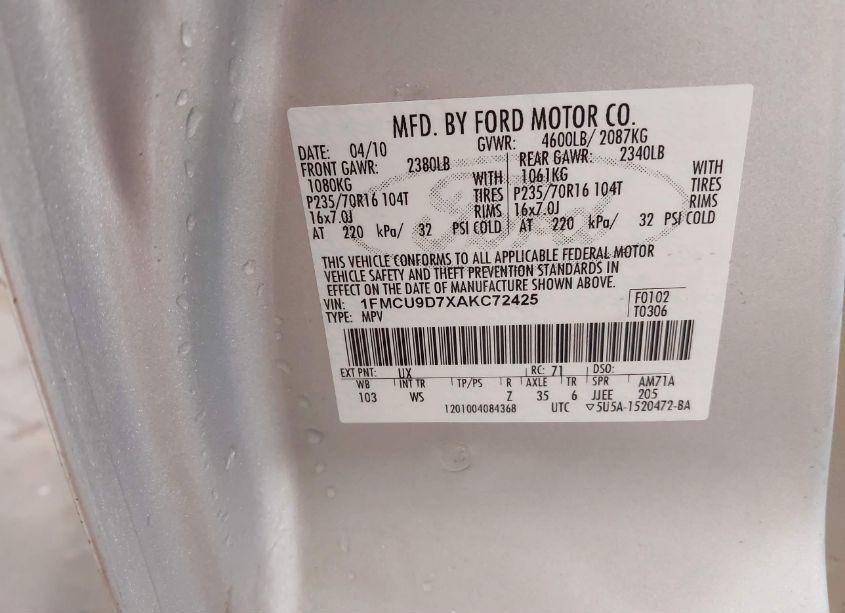 MFD. BY FORD MOTOR CO.
DATE: 04/10 GVWR: 4600LB/ 2087KG
FRONT GAWR: 2380LB REAR GAWR: 2340LB
1080KG WITH 1061KG WITH
P235/70R16 104T TIRES P235/70R16 104T TIRES
16x7.0J RIMS 16x7.0J RIMS
AT 220 kPa/ 32 PSI COLD AT 220 kPa/ 32 PSI COLD
THIS VEHICLE CONFORMS TO ALL APPLICABLE FEDERAL MOTOR
VEHICLE SAFETY AND THEFT PREVENTION STANDARDS IN
EFFECT ON THE DATE OF MANUFACTURE SHOWN ABOVE.
VIN: 1FMCU9D7XAKC72425 F0102
TYPE: MPV T0306
EXT PNT: UX RC: 71 DSO:
WB INT TR TP/PS R AXLE TR SPR AM71A
103 WS Z 35 6 JJEE 205
1201004084368 UTC ▽5U5A-1520472-BA